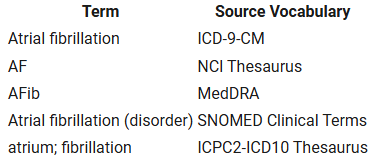 Term Source Vocabulary
Atrial fibrillation ICD-9-CM
AF NCI Thesaurus
AFib MedDRA
Atrial fibrillation (disorder) SNOMED Clinical Terms
atrium; fibrillation ICPC2-ICD10 Thesaurus